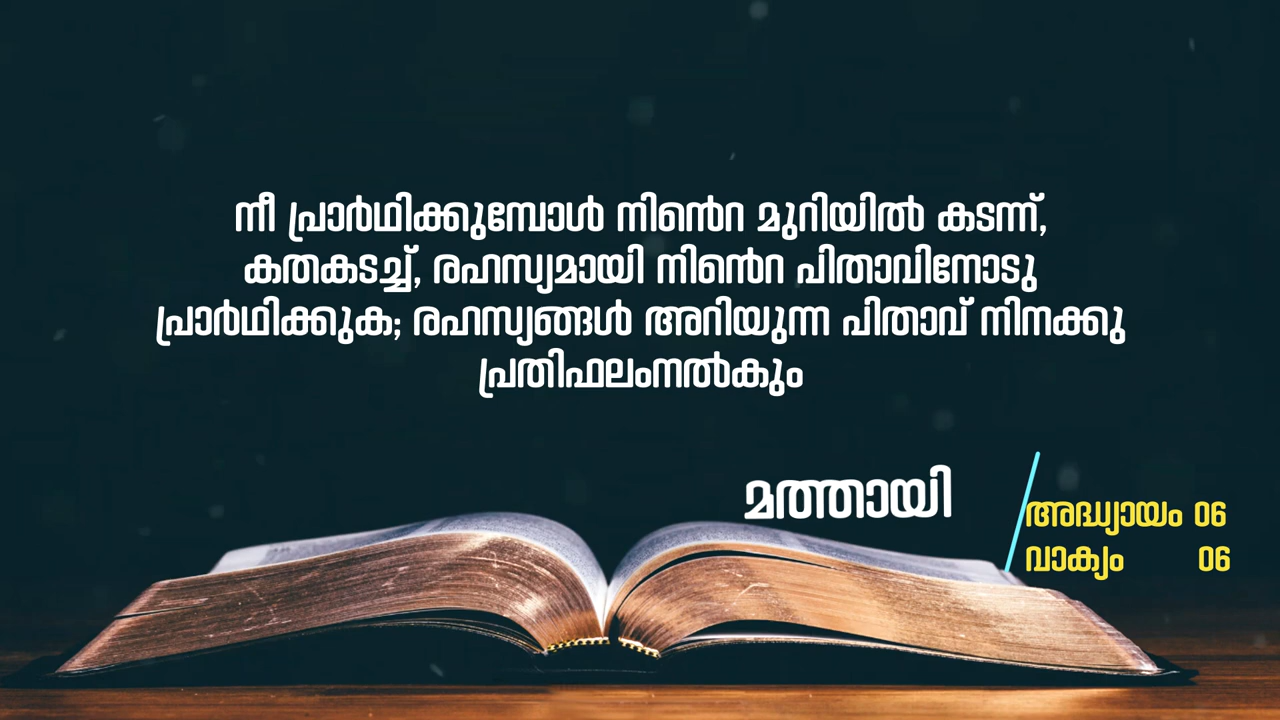 നീ പ്രാർഥിക്കുമ്പോൾ നിൻെറ മുറിയിൽ കടന്ന്,
കതകടച്ച്, രഹസ്യമായി നിൻെറ പിതാവിനോടു
പ്രാർഥിക്കുക; രഹസ്യങ്ങൾ അറിയുന്ന പിതാവ് നിനക്കു
പ്രതിഫലംനൽകും
മത്തായി
അദ്ധ്യായം 06
വാക്യം 06